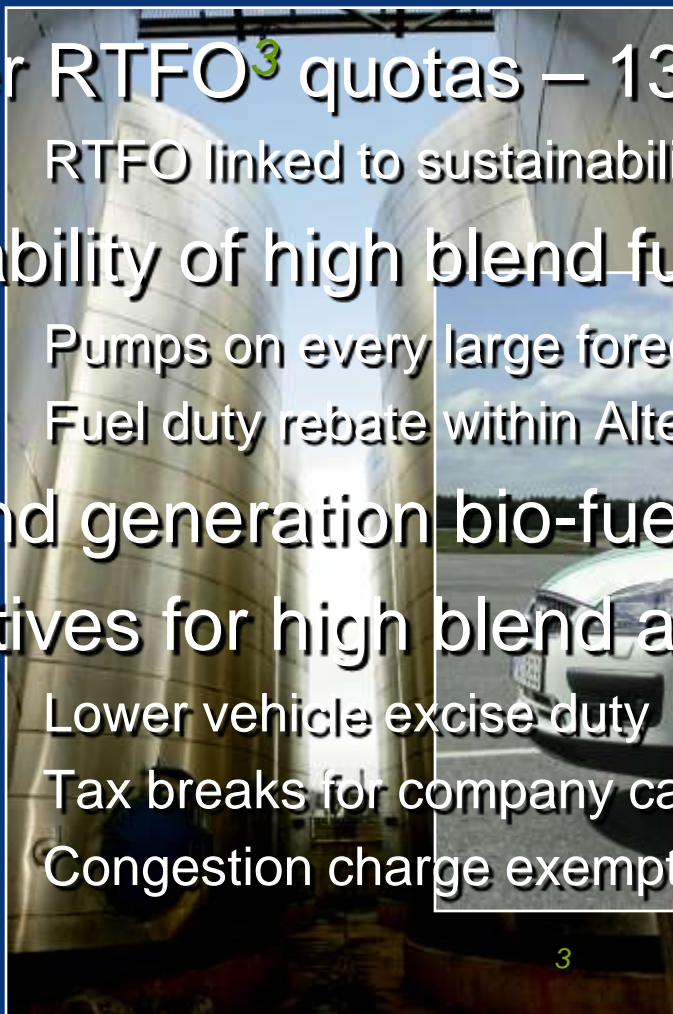 r RTFO³ quotas – 13
RTFO linked to sustainabili
ability of high blend fu
Pumps on every large fore
Fuel duty rebate within Alte
nd generation bio-fue
tives for high blend a
Lower vehicle excise duty
Tax breaks for company ca
Congestion charge exempt
3